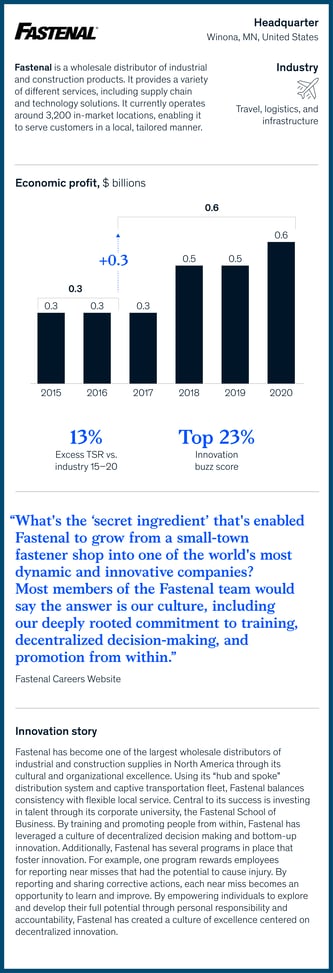 FASTENAL
Headquarter
Winona, MN, United States
Fastenal is a wholesale distributor of industrial
and construction products. It provides a variety
of different services, including supply chain
and technology solutions. It currently operates
around 3,200 in-market locations, enabling it
to serve customers in a local, tailored manner.
Industry
Travel, logistics, and
infrastructure
Economic profit, $ billions
0.6
0.6
+0.3
0.5
0.5
0.3
0.3
0.3
0.3
2015
2016
2017
2018
2019
2020
13%
Excess TSR vs.
industry 15–20
Top 23%
Innovation
buzz score
“What's the ‘secret ingredient’ that's enabled
Fastenal to grow from a small-town
fastener shop into one of the world's most
dynamic and innovative companies?
Most members of the Fastenal team would
say the answer is our culture, including
our deeply rooted commitment to training,
decentralized decision-making, and
promotion from within.”
Fastenal Careers Website
Innovation story
Fastenal has become one of the largest wholesale distributors of
industrial and construction supplies in North America through its
cultural and organizational excellence. Using its “hub and spoke”
distribution system and captive transportation fleet, Fastenal balances
consistency with flexible local service. Central to its success is investing
in talent through its corporate university, the Fastenal School of
Business. By training and promoting people from within, Fastenal has
leveraged a culture of decentralized decision making and bottom-up
innovation. Additionally, Fastenal has several programs in place that
foster innovation. For example, one program rewards employees
for reporting near misses that had the potential to cause injury. By
reporting and sharing corrective actions, each near miss becomes an
opportunity to learn and improve. By empowering individuals to explore
and develop their full potential through personal responsibility and
accountability, Fastenal has created a culture of excellence centered on
decentralized innovation.